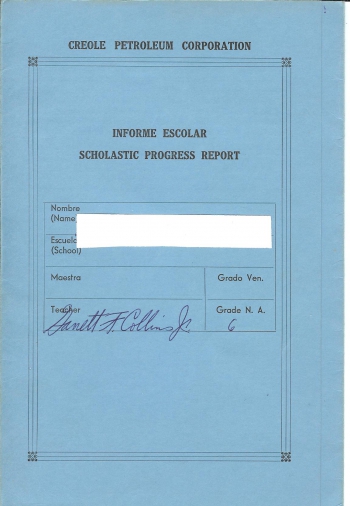 CREOLE PETROLEUM CORPORATION
INFORME ESCOLAR
SCHOLASTIC PROGRESS REPORT
Nombre
(Name
Escuela
(School)
Maestra
Grado Ven.
Teacher
Grade N. A.
F. Collins Jr.
6